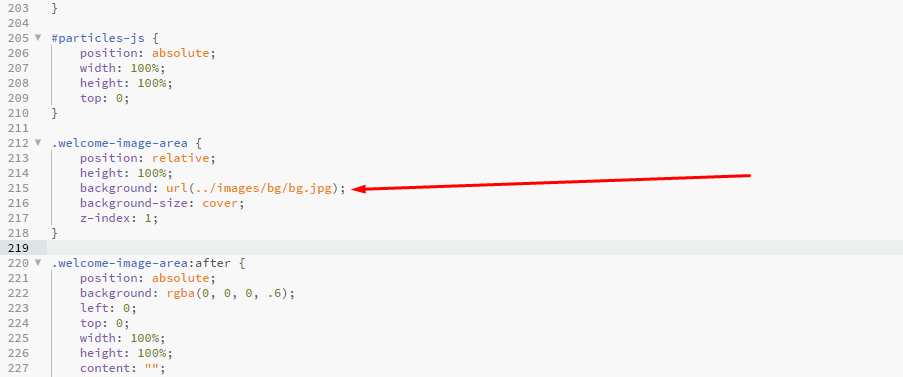 203 }
204
205 #particles-js {
206 position: absolute;
207 width: 100%;
208 height: 100%;
209 top: 0;
210 }
211
212 .welcome-image-area {
213 position: relative;
214 height: 100%;
215 background: url(../images/bg/bg.jpg);
216 background-size: cover;
217 z-index: 1;
218 }
219
220 .welcome-image-area:after {
221 position: absolute;
222 background: rgba(0, 0, 0, .6);
223 left: 0;
224 top: 0;
225 width: 100%;
226 height: 100%;
227 content: "";